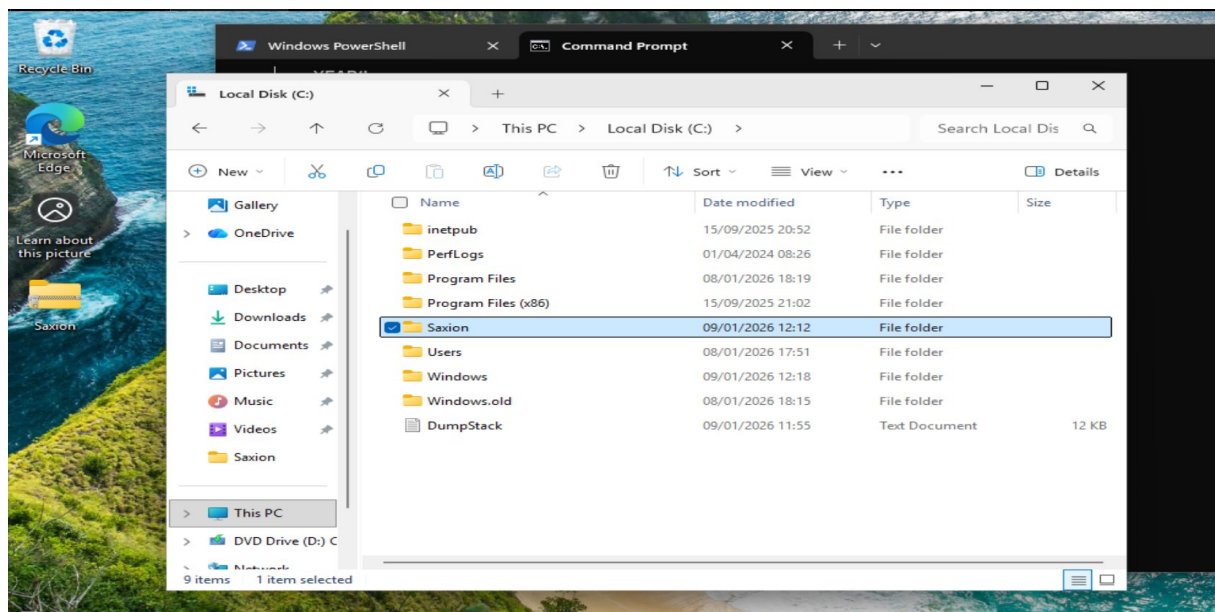 Recycle Bin
Microsoft
Edge
Learn about
this picture
Saxion
Windows PowerShell
Command Prompt
Local Disk (C:)
This PC > Local Disk (C:) >
Search Local Dis
New
Sort
View
...
Details
Gallery
OneDrive
Desktop
Downloads
Documents
Pictures
Music
Videos
Saxion
This PC
DVD Drive (D:) C
Network
Name Date modified Type Size
inetpub 15/09/2025 20:52 File folder
PerfLogs 01/04/2024 08:26 File folder
Program Files 08/01/2026 18:19 File folder
Program Files (x86) 15/09/2025 21:02 File folder
Saxion 09/01/2026 12:12 File folder
Users 08/01/2026 17:51 File folder
Windows 09/01/2026 12:18 File folder
Windows.old 08/01/2026 18:15 File folder
DumpStack 09/01/2026 11:55 Text Document 12 KB
9 items 1 item selected